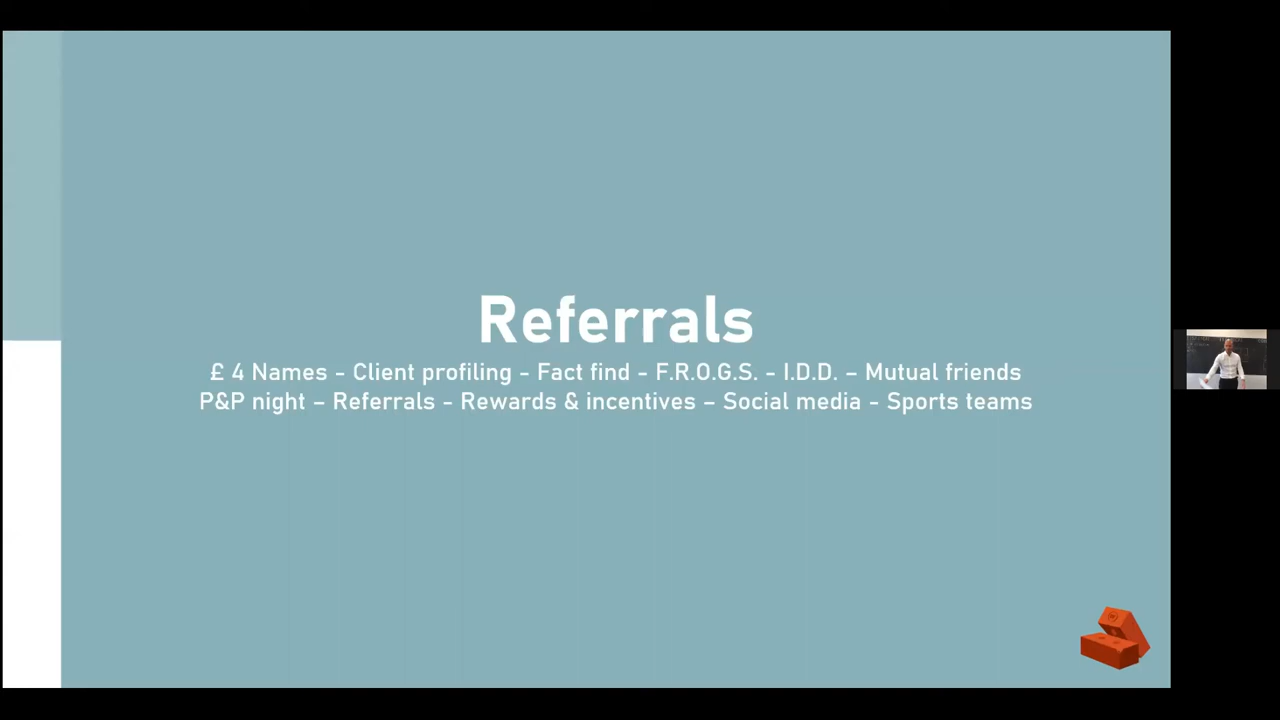 Referrals
£ 4 Names - Client profiling - Fact find - F.R.O.G.S. - I.D.D. – Mutual friends
P&P night – Referrals - Rewards & incentives – Social media - Sports teams